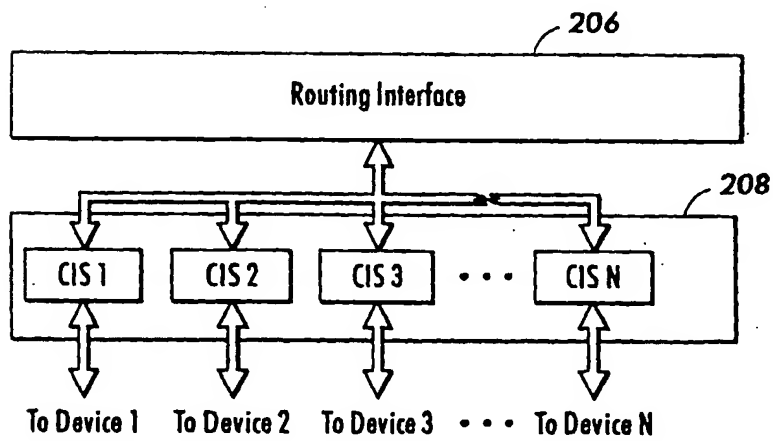 206
Routing Interface
208
CIS 1 CIS 2 CIS 3 • • • CIS N
To Device 1 To Device 2 To Device 3 • • • To Device N